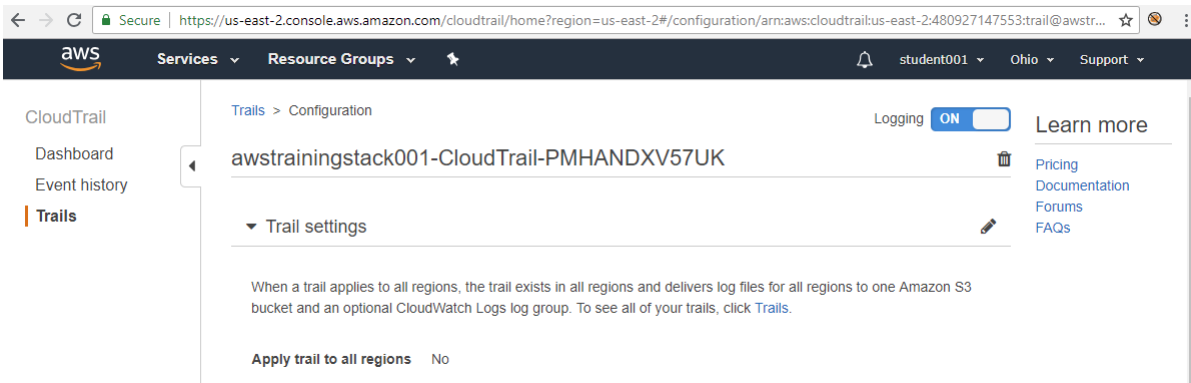 Secure | https://us-east-2.console.aws.amazon.com/cloudtrail/home?region=us-east-2#/configuration/arn:aws:cloudtrail:us-east-2:480927147553:trail@awstr...
aws Services Resource Groups student001 Ohio Support
CloudTrail
Dashboard
Event history
Trails
Trails > Configuration
Logging ON
awstrainingstack001-CloudTrail-PMHANDXV57UK
Trail settings
When a trail applies to all regions, the trail exists in all regions and delivers log files for all regions to one Amazon S3
bucket and an optional CloudWatch Logs log group. To see all of your trails, click Trails.
Apply trail to all regions No
Learn more
Pricing
Documentation
Forums
FAQs